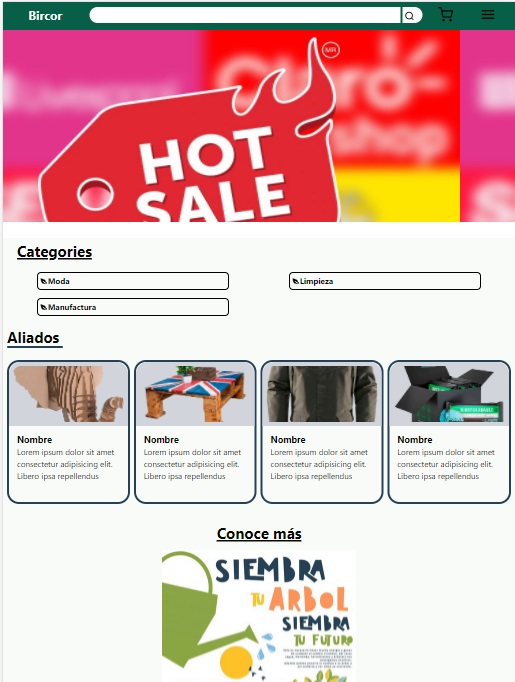 Bircor
MR
Claro
shop
HOT
SALE
Categories
Moda
Limpieza
Manufactura
Aliados
Nombre
Lorem ipsum dolor sit amet
consectetur adipisicing elit.
Libero ipsa repellendus
Nombre
Lorem ipsum dolor sit amet
consectetur adipisicing elit.
Libero ipsa repellendus
Nombre
Lorem ipsum dolor sit amet
consectetur adipisicing elit.
Libero ipsa repellendus
Nombre
Lorem ipsum dolor sit amet
consectetur adipisicing elit.
Libero ipsa repellendus
Conoce más
SIEMBRA
TU ARBOL
SIEMBRA
TU FUTURO